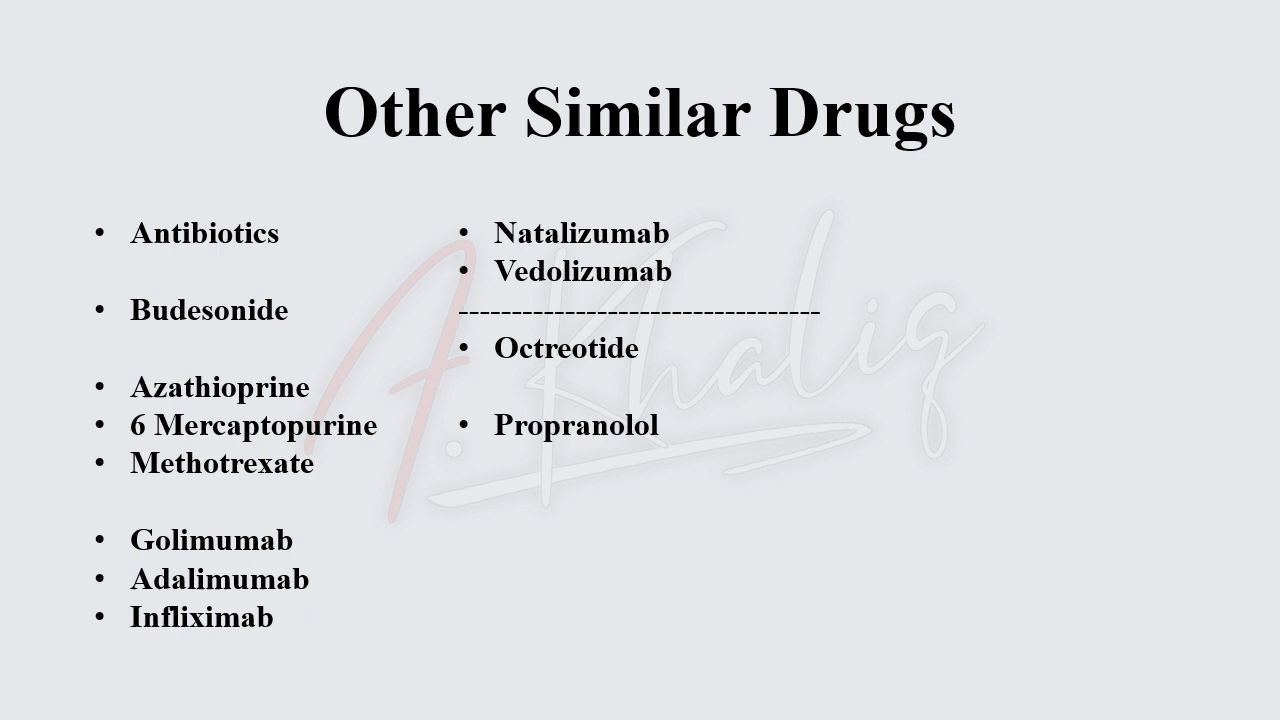 Other Similar Drugs
• Antibiotics
• Budesonide
• Azathioprine
• 6 Mercaptopurine
• Methotrexate
• Golimumab
• Adalimumab
• Infliximab
• Natalizumab
• Vedolizumab
----------------------------------
• Octreotide
• Propranolol
A. Khaliq